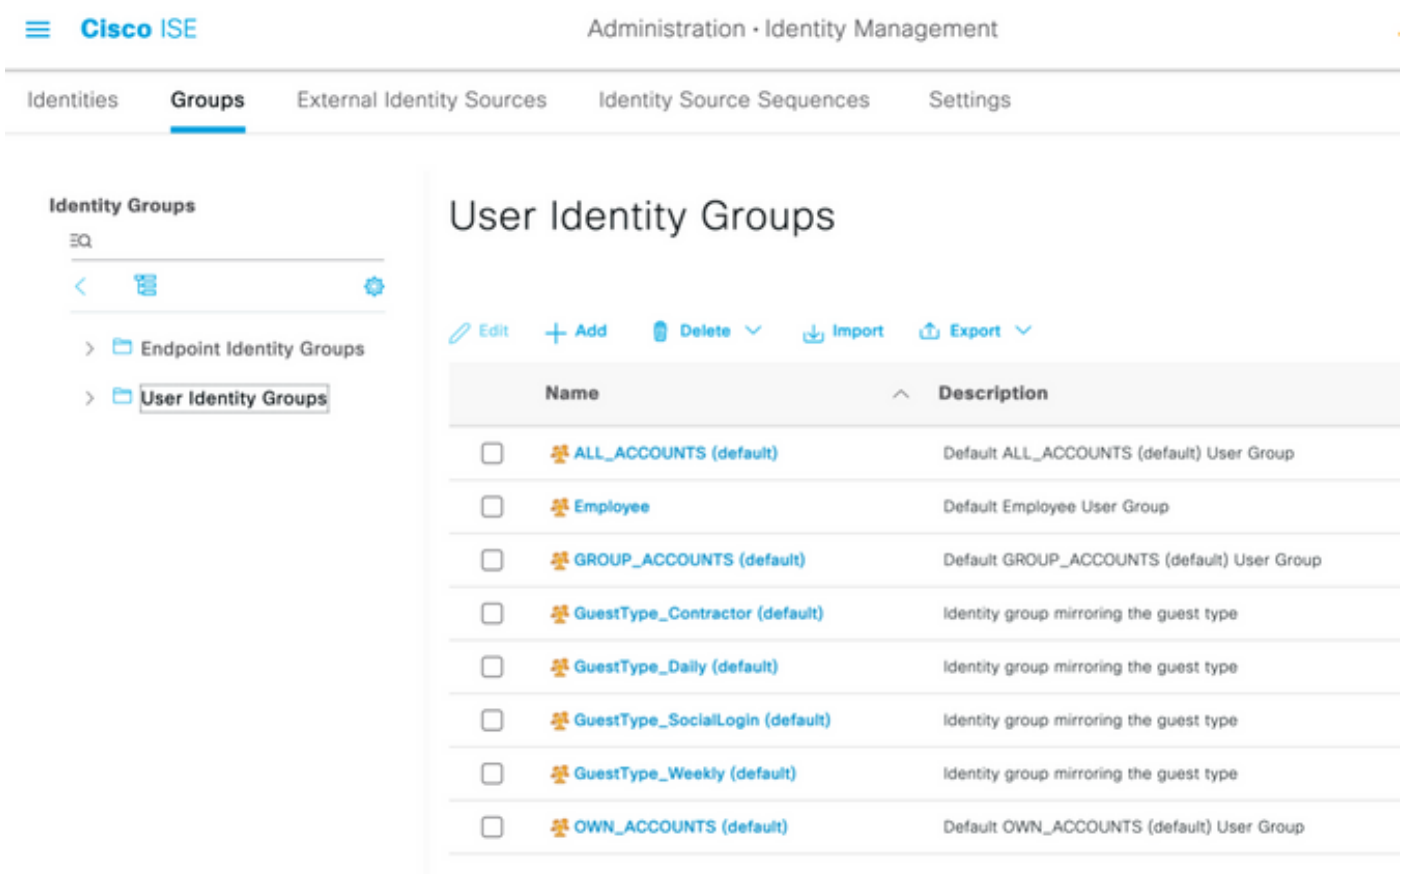 Cisco ISE
Administration · Identity Management
Identities Groups External Identity Sources Identity Source Sequences Settings
Identity Groups
Endpoint Identity Groups
User Identity Groups
User Identity Groups
Edit Add Delete Import Export
Name Description
ALL_ACCOUNTS (default) Default ALL_ACCOUNTS (default) User Group
Employee Default Employee User Group
GROUP_ACCOUNTS (default) Default GROUP_ACCOUNTS (default) User Group
GuestType_Contractor (default) Identity group mirroring the guest type
GuestType_Daily (default) Identity group mirroring the guest type
GuestType_SocialLogin (default) Identity group mirroring the guest type
GuestType_Weekly (default) Identity group mirroring the guest type
OWN_ACCOUNTS (default) Default OWN_ACCOUNTS (default) User Group